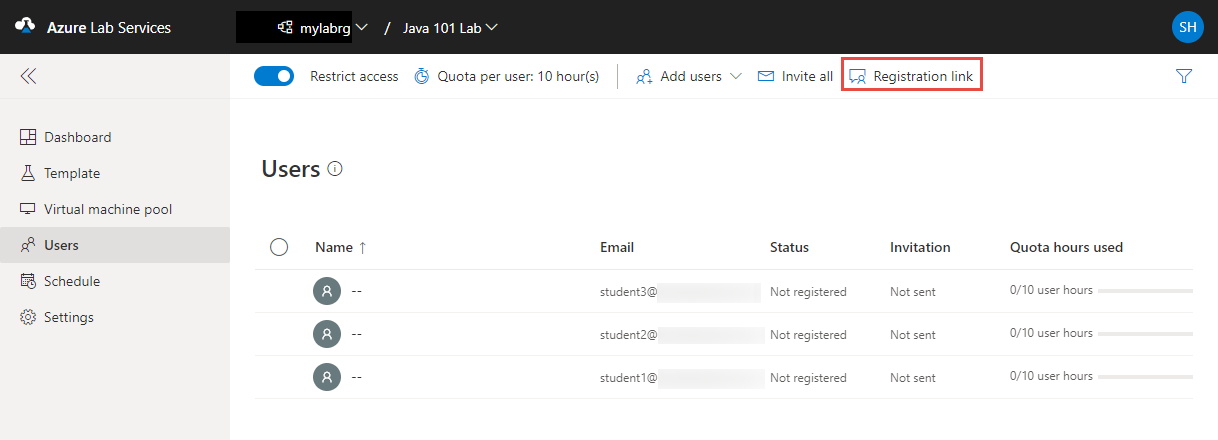 Azure Lab Services mylabrg / Java 101 Lab SH
Restrict access Quota per user: 10 hour(s) Add users Invite all Registration link
Dashboard
Template
Virtual machine pool
Users
Schedule
Settings
Users
Name ↑ Email Status Invitation Quota hours used
-- student3@ Not registered Not sent 0/10 user hours
-- student2@ Not registered Not sent 0/10 user hours
-- student1@ Not registered Not sent 0/10 user hours